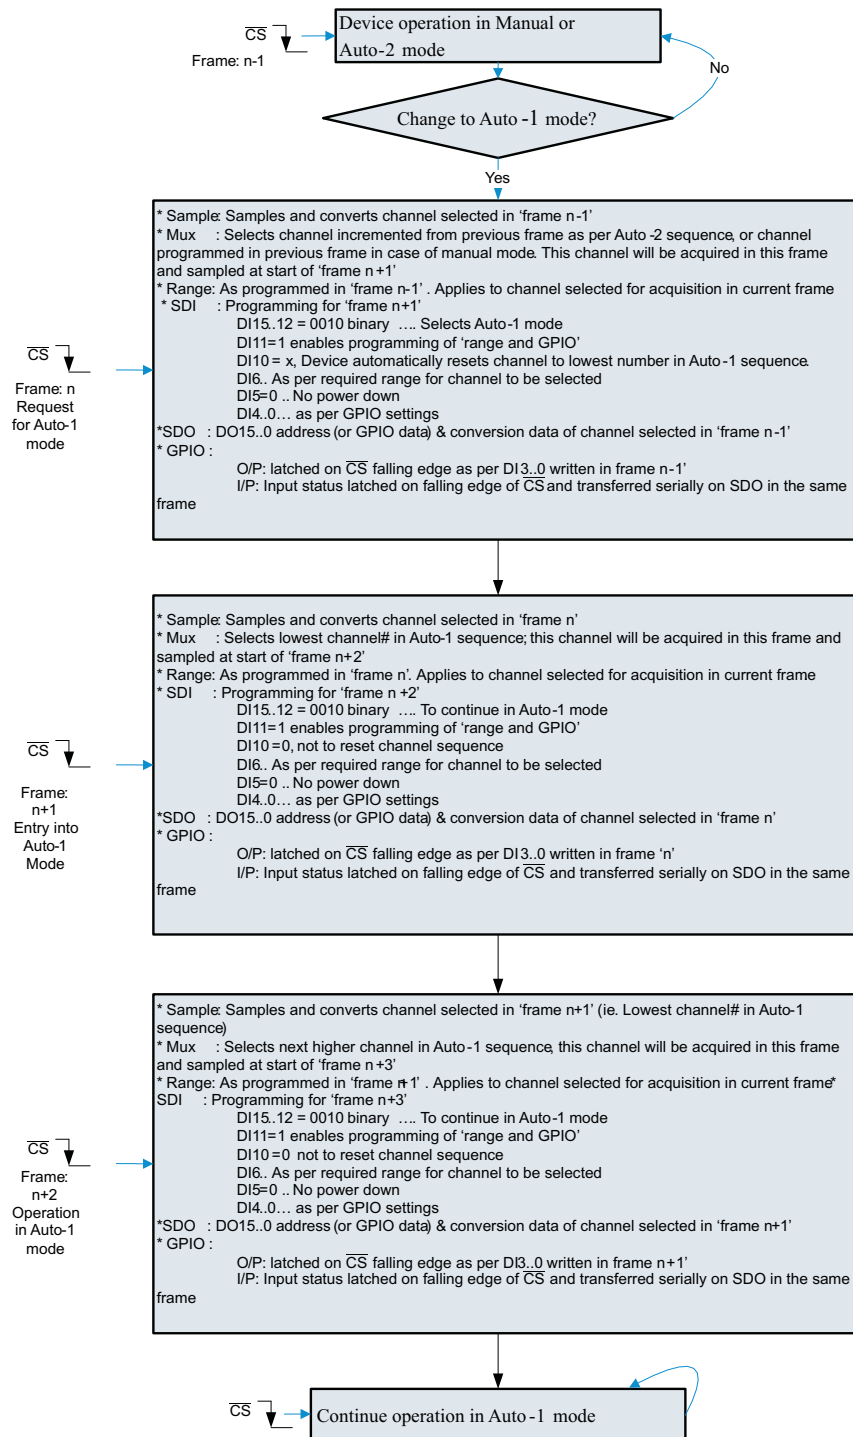 Device operation in Manual or
Auto-2 mode
CS
Frame: n-1
No
Change to Auto -1 mode?
Yes
* Sample: Samples and converts channel selected in ‘frame n-1’
* Mux : Selects channel incremented from previous frame as per Auto -2 sequence, or channel
programmed in previous frame in case of manual mode. This channel will be acquired in this frame
and sampled at start of ‘frame n+1’
* Range: As programmed in ‘frame n-1’ . Applies to channel selected for acquisition in current frame
* SDI : Programming for ‘frame n+1’
DI15..12 = 0010 binary …. Selects Auto-1 mode
DI11=1 enables programming of ‘range and GPIO’
DI10 = x, Device automatically resets channel to lowest number in Auto-1 sequence.
DI6.. As per required range for channel to be selected
DI5=0 .. No power down
DI4..0… as per GPIO settings
*SDO : DO15..0 address (or GPIO data) & conversion data of channel selected in ‘frame n-1’
* GPIO :
O/P: latched on CS falling edge as per DI3..0 written in frame n-1’
I/P: Input status latched on falling edge of CS and transferred serially on SDO in the same
frame
CS
Frame: n
Request
for Auto-1
mode
* Sample: Samples and converts channel selected in ‘frame n’
* Mux : Selects lowest channel# in Auto-1 sequence; this channel will be acquired in this frame and
sampled at start of ‘frame n+2’
* Range: As programmed in ‘frame n’. Applies to channel selected for acquisition in current frame
* SDI : Programming for ‘frame n+2’
DI15..12 = 0010 binary …. To continue in Auto-1 mode
DI11=1 enables programming of ‘range and GPIO’
DI10=0, not to reset channel sequence
DI6.. As per required range for channel to be selected
DI5=0 .. No power down
DI4..0… as per GPIO settings
*SDO : DO15..0 address (or GPIO data) & conversion data of channel selected in ‘frame n’
* GPIO :
O/P: latched on CS falling edge as per DI3..0 written in frame ‘n’
I/P: Input status latched on falling edge of CS and transferred serially on SDO in the same
frame
CS
Frame:
n+1
Entry into
Auto-1
Mode
* Sample: Samples and converts channel selected in ‘frame n+1’ (ie. Lowest channel# in Auto-1
sequence)
* Mux : Selects next higher channel in Auto-1 sequence, this channel will be acquired in this frame
and sampled at start of ‘frame n+3’
* Range: As programmed in ‘frame n+1’ . Applies to channel selected for acquisition in current frame*
SDI : Programming for ‘frame n+3’
DI15..12 = 0010 binary …. To continue in Auto-1 mode
DI11=1 enables programming of ‘range and GPIO’
DI10=0 not to reset channel sequence
DI6.. As per required range for channel to be selected
DI5=0 .. No power down
DI4..0… as per GPIO settings
*SDO : DO15..0 address (or GPIO data) & conversion data of channel selected in ‘frame n+1’
* GPIO :
O/P: latched on CS falling edge as per DI3..0 written in frame n+1’
I/P: Input status latched on falling edge of CS and transferred serially on SDO in the same
frame
CS
Frame:
n+2
Operation
in Auto-1
mode
CS
Continue operation in Auto -1 mode